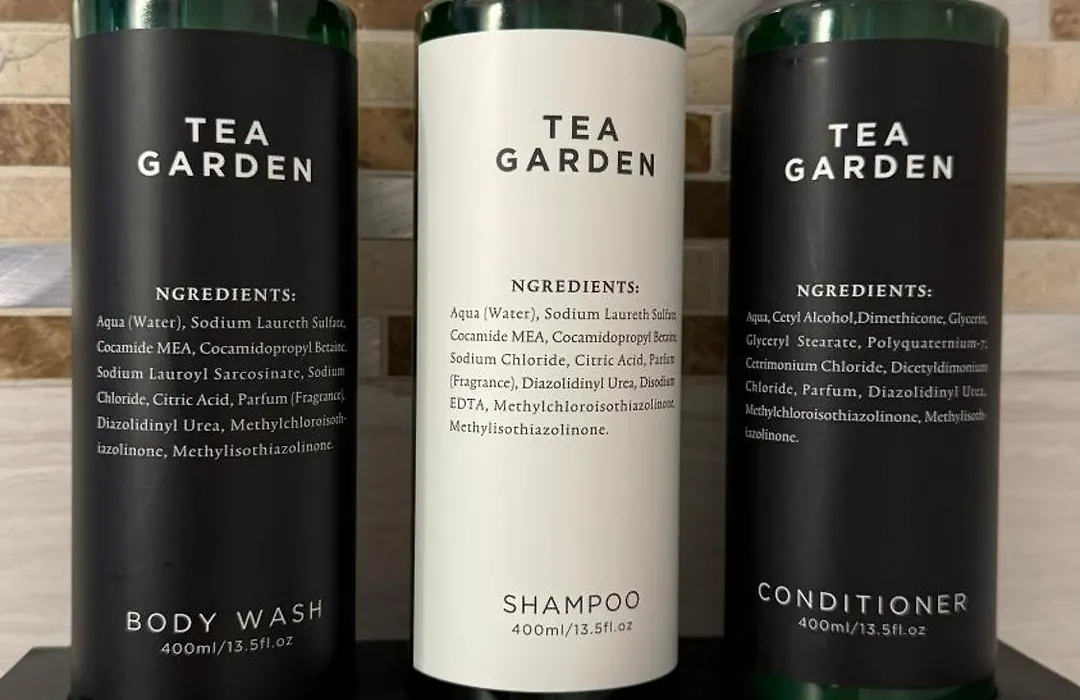 TEA
GARDEN
NGREDIENTS:
Aqua (Water), Sodium Laureth Sulfate,
Cocamide MEA, Cocamidopropyl Betaine,
Sodium Lauroyl Sarcosinate, Sodium
Chloride, Citric Acid, Parfum (Fragrance),
Diazolidinyl Urea, Methylchloroisoth-
iazolinone, Methylisothiazolinone.
BODY WASH
400ml/13.5fl.oz
TEA
GARDEN
NGREDIENTS:
Aqua (Water), Sodium Laureth Sulfate,
Cocamide MEA, Cocamidopropyl Betaine,
Sodium Chloride, Citric Acid, Parfum
(Fragrance), Diazolidinyl Urea, Disodium
EDTA, Methylchloroisothiazolinone,
Methylisothiazolinone.
SHAMPOO
400ml/13.5fl.oz
TEA
GARDEN
NGREDIENTS:
Aqua, Cetyl Alcohol,Dimethicone, Glycerin,
Glyceryl Stearate, Polyquaternium-7,
Cetrimonium Chloride, Dicetyldimonium
Chloride, Parfum, Diazolidinyl Urea,
Methylchloroisothiazolinone, Methylisoth-
iazolinone.
CONDITIONER
400ml/13.5fl.oz